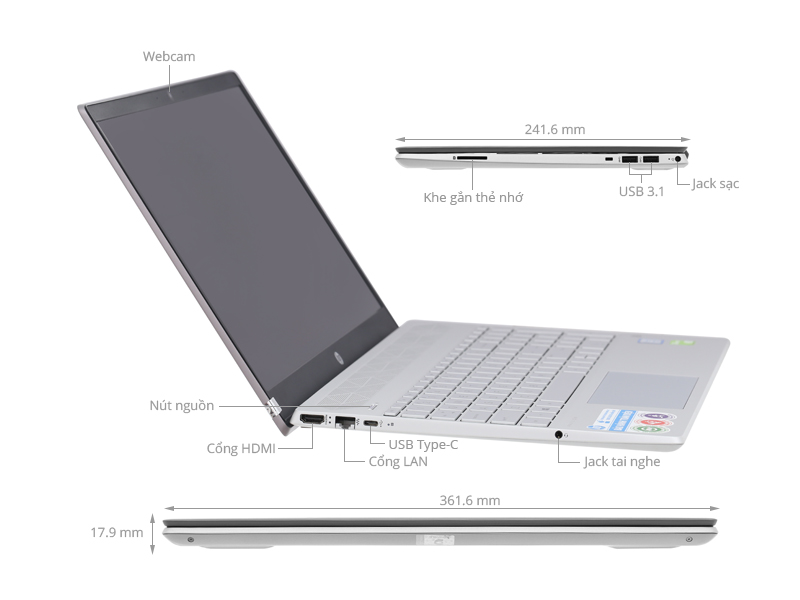 Webcam
241.6 mm
Khe gắn thẻ nhớ
USB 3.1
Jack sạc
hp
Nút nguồn
Cổng HDMI
USB Type-C
Cổng LAN
Jack tai nghe
361.6 mm
17.9 mm